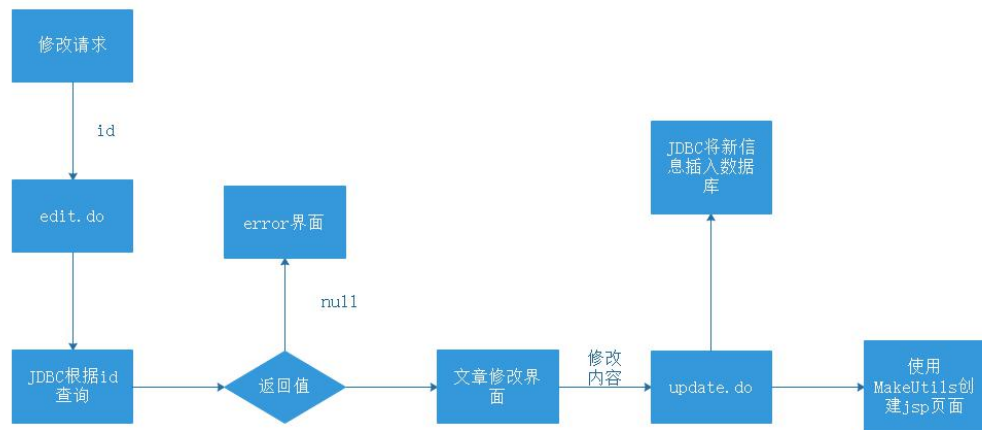 修改请求
id
edit.do
JDBC根据id
查询
返回值
null
error界面
文章修改界
面
修改
内容
update.do
JDBC将新信
息插入数据
库
使用
MakeUtils创
建jsp页面